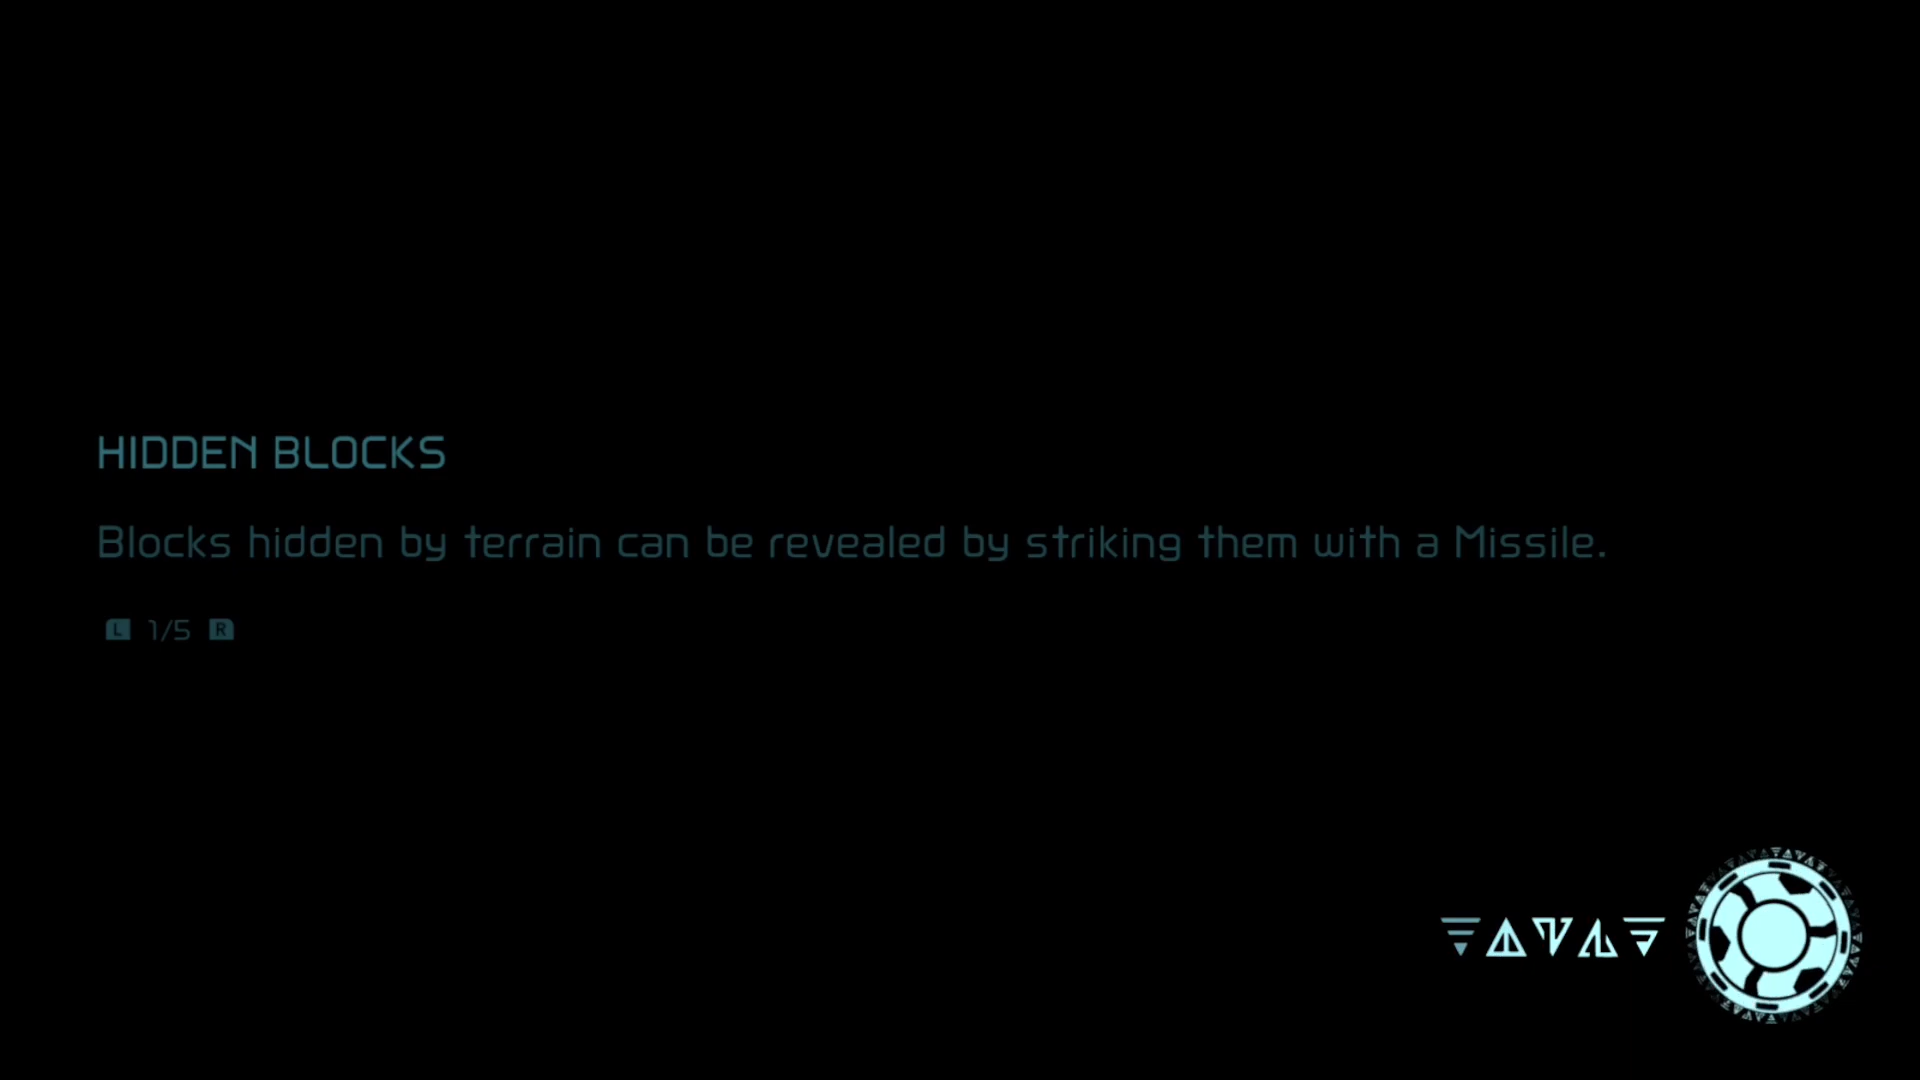 HIDDEN BLOCKS
Blocks hidden by terrain can be revealed by striking them with a Missile.
L 1/5 R